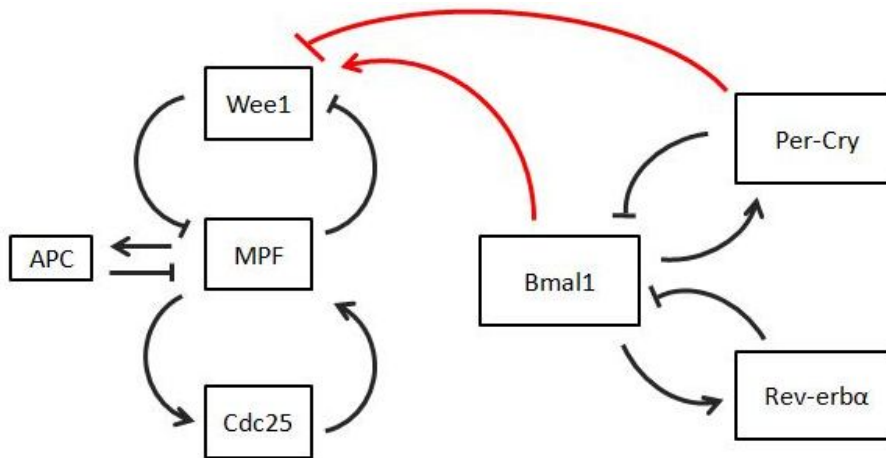 Wee1
Per-Cry
MPF
APC
Bmal1
Rev-erbα
Cdc25